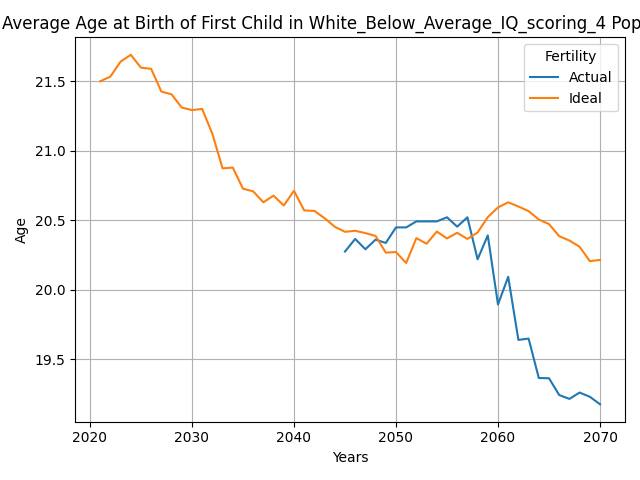 Average Age at Birth of First Child in White_Below_Average_IQ_scoring_4 Pop
Fertility
Actual
Ideal
21.5
21.0
20.5
20.0
19.5
Age
2020
2030
2040
2050
2060
2070
Years